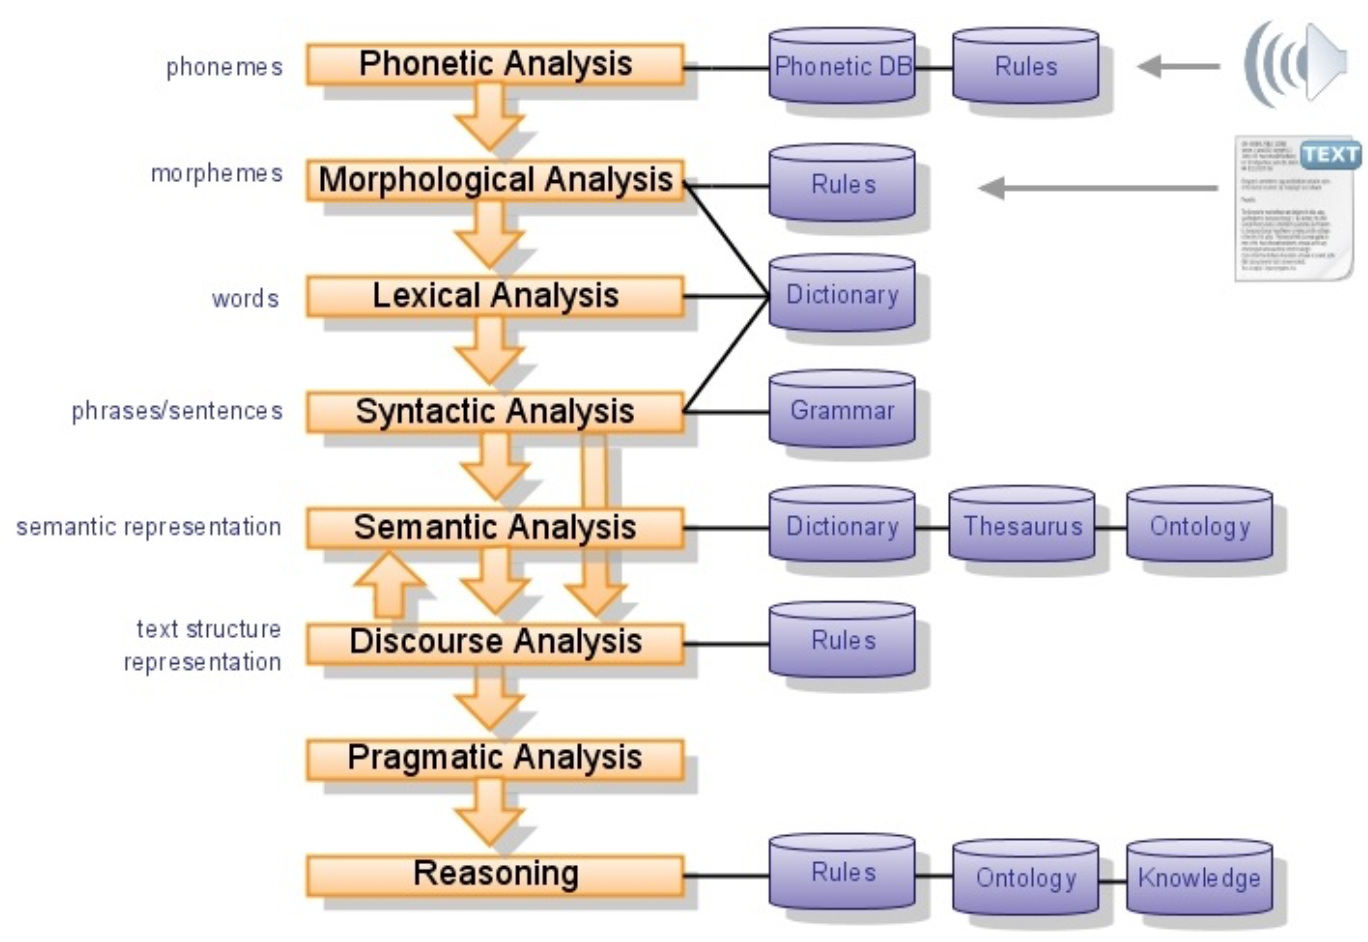 phonemes
Phonetic Analysis
Phonetic DB
Rules
morphemes
Morphological Analysis
Rules
TEXT
words
Lexical Analysis
Dictionary
phrases/sentences
Syntactic Analysis
Grammar
semantic representation
Semantic Analysis
Dictionary
Thesaurus
Ontology
text structure
representation
Discourse Analysis
Rules
Pragmatic Analysis
Reasoning
Rules
Ontology
Knowledge